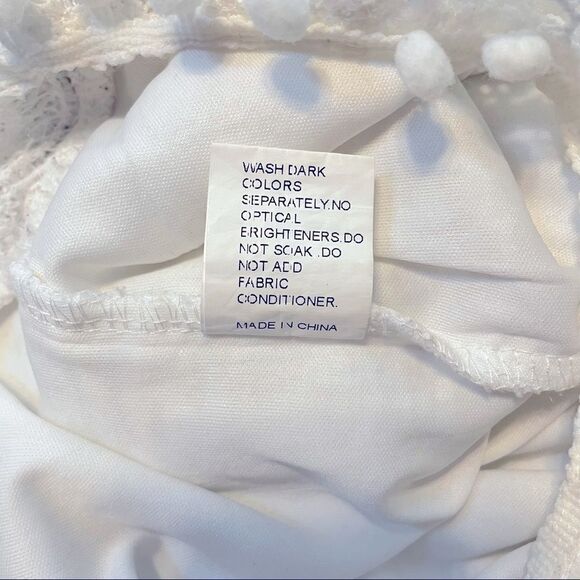 WASH DARK
COLORS
SEPARATELY.NO
OPTICAL
BRIGHTENERS.DO
NOT SOAK .DO
NOT ADD
FABRIC
CONDITIONER.
MADE IN CHINA